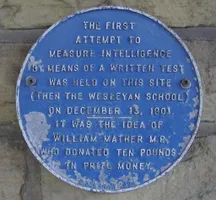 THE FIRST
ATTEMPT TO
MEASURE INTELLIGENCE
BY MEANS OF A WRITTEN TEST
WAS HELD ON THIS SITE
(THEN THE WESLEYAN SCHOOL)
ON DECEMBER 13, 1901.
IT WAS THE IDEA OF
WILLIAM MATHER M.P.
WHO DONATED TEN POUNDS
IN PRIZE MONEY.